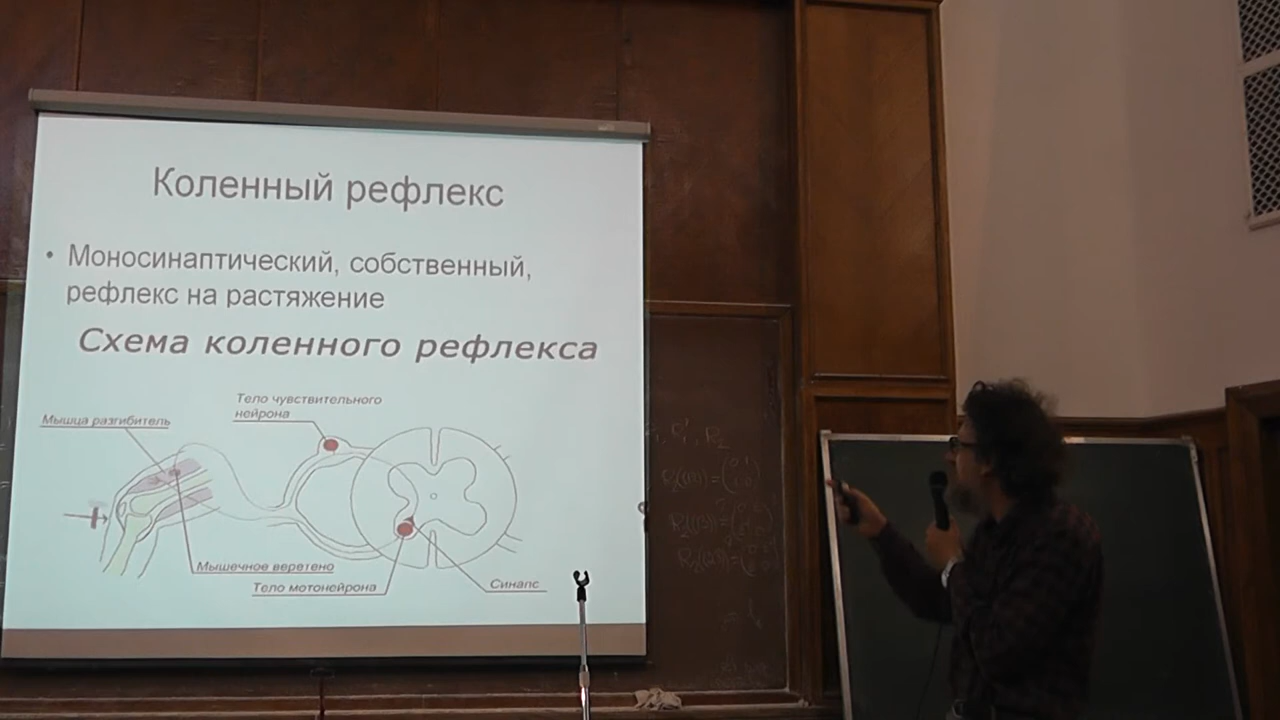 Коленный рефлекс
• Моносинаптический, собственный,
рефлекс на растяжение
Схема коленного рефлекса
Тело чувствительного
нейрона
Мышца разгибитель
Мышечное веретено
Тело мотонейрона
Синапс